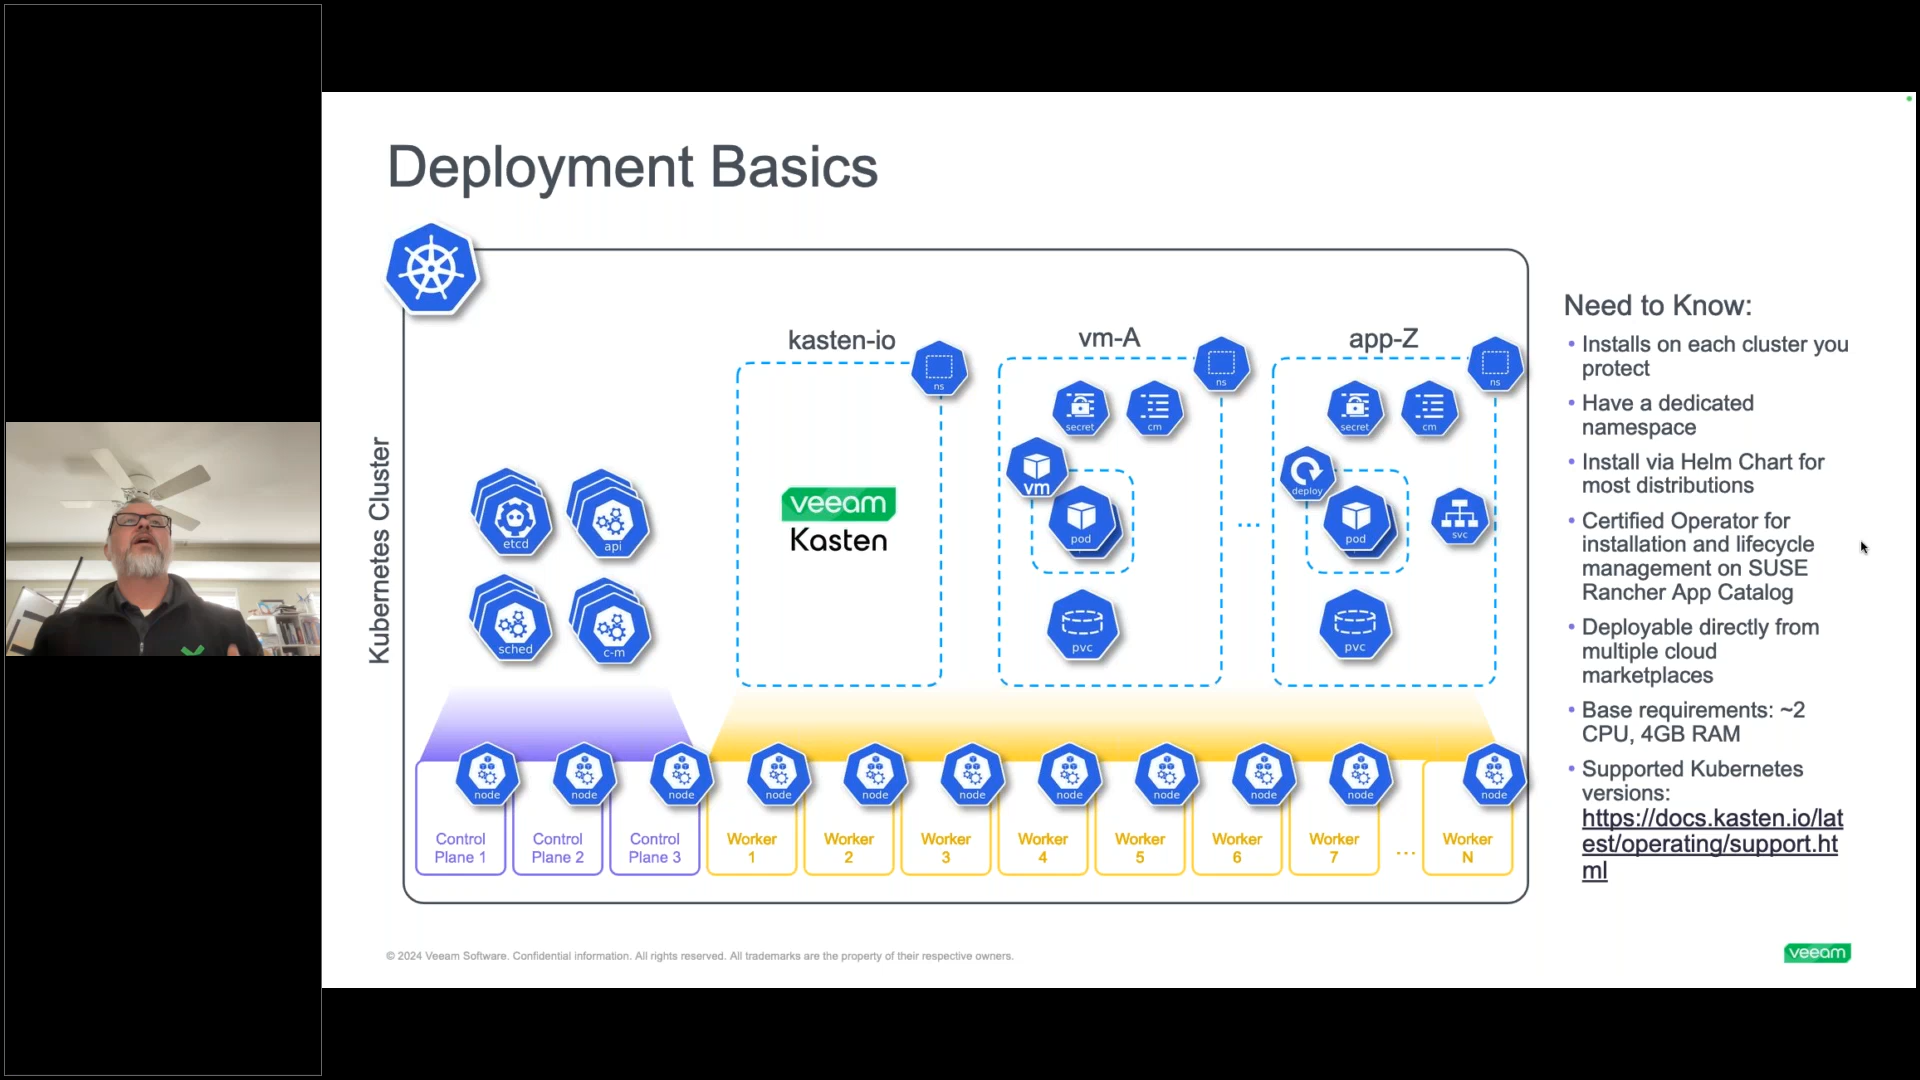 Deployment Basics
Kubernetes Cluster
kasten-io
ns
vm-A
ns
app-Z
ns
secret
cm
secret
cm
vm
pod
deploy
pod
svc
...
etcd
api
sched
c-m
veeam
Kasten
pvc
pvc
node
node
node
node
node
node
node
node
node
node
node
Control
Plane 1
Control
Plane 2
Control
Plane 3
Worker
1
Worker
2
Worker
3
Worker
4
Worker
5
Worker
6
Worker
7
...
Worker
N
Need to Know:
• Installs on each cluster you
protect
• Have a dedicated
namespace
• Install via Helm Chart for
most distributions
• Certified Operator for
installation and lifecycle
management on SUSE
Rancher App Catalog
• Deployable directly from
multiple cloud
marketplaces
• Base requirements: ~2
CPU, 4GB RAM
• Supported Kubernetes
versions:
https://docs.kasten.io/lat
est/operating/support.ht
ml
© 2024 Veeam Software. Confidential information. All rights reserved. All trademarks are the property of their respective owners.
veeam